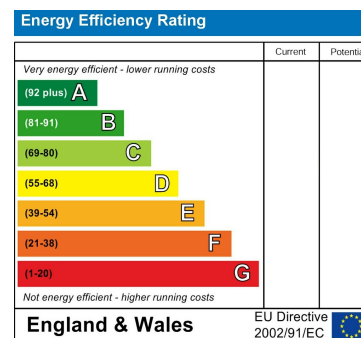 Energy Efficiency Rating
Current Potentia
Very energy efficient - lower running costs
(92 plus) A
(81-91) B
(69-80) C
(55-68) D
(39-54) E
(21-38) F
(1-20) G
Not energy efficient - higher running costs
England & Wales
EU Directive
2002/91/EC